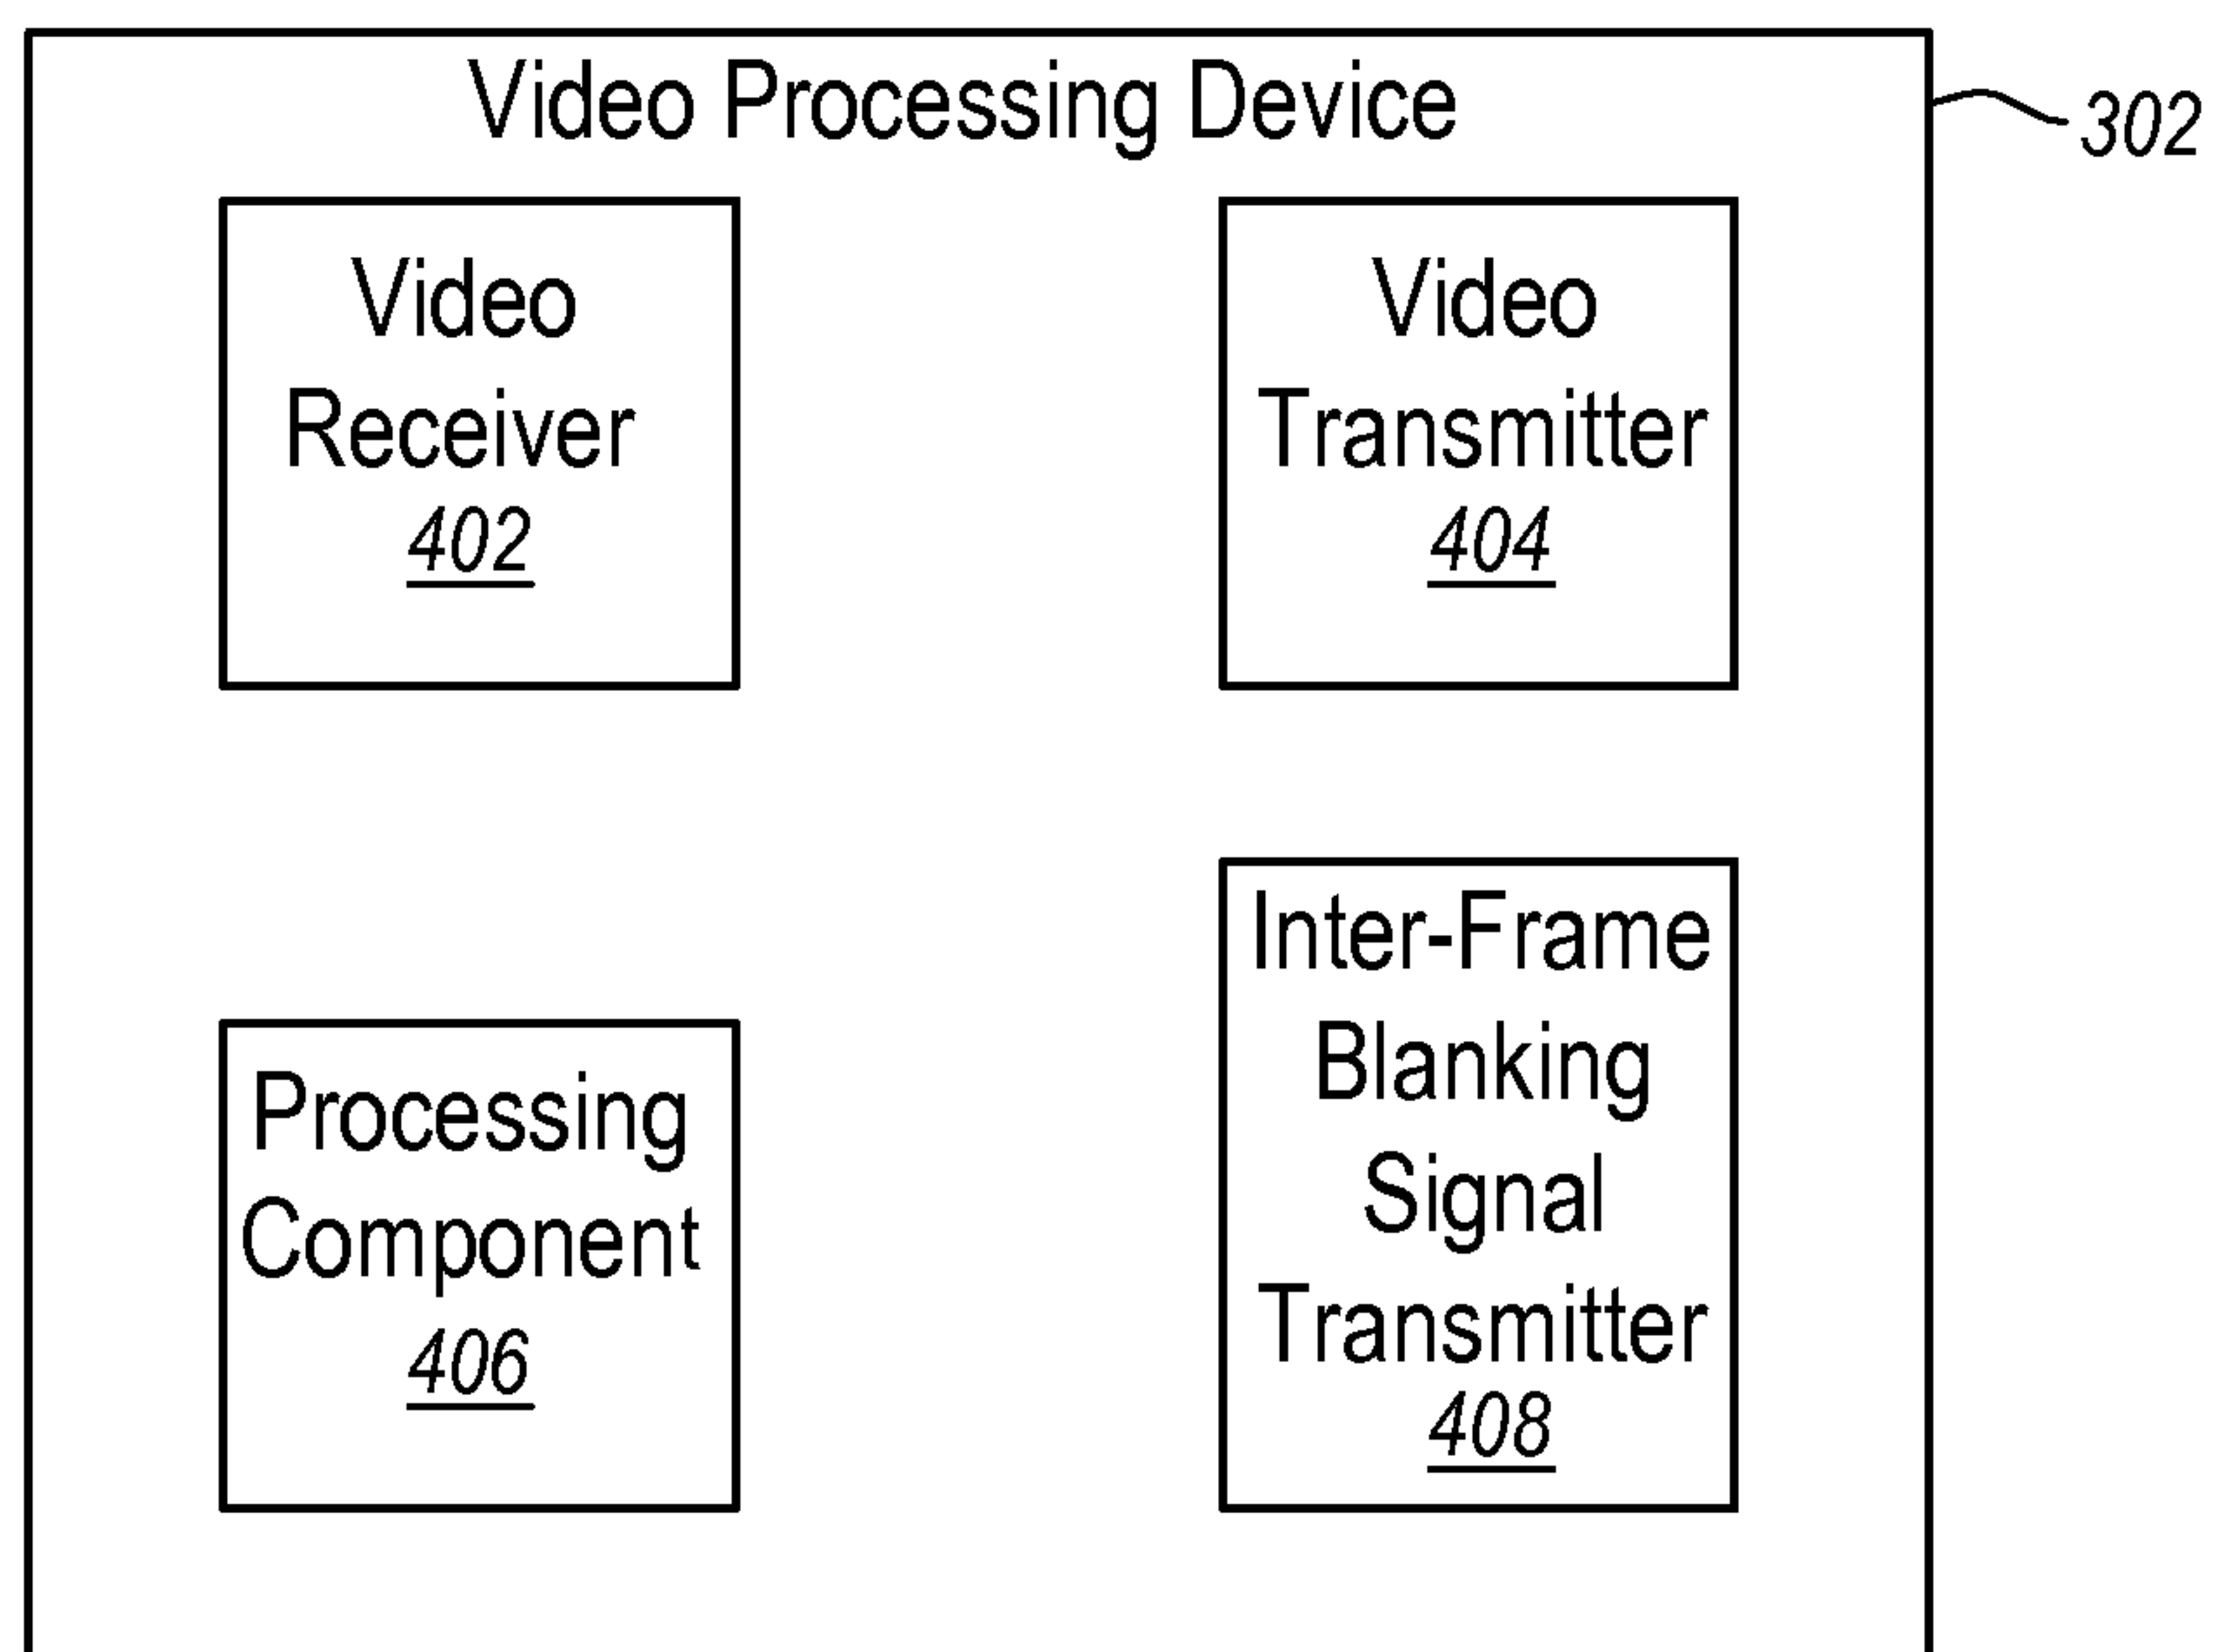 Video Processing Device
302
Video
Receiver
402
Video
Transmitter
404
Processing
Component
406
Inter-Frame
Blanking
Signal
Transmitter
408